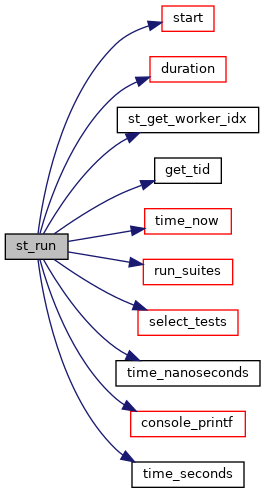 start
duration
st_get_worker_idx
get_tid
time_now
st_run
run_suites
select_tests
time_nanoseconds
console_printf
time_seconds